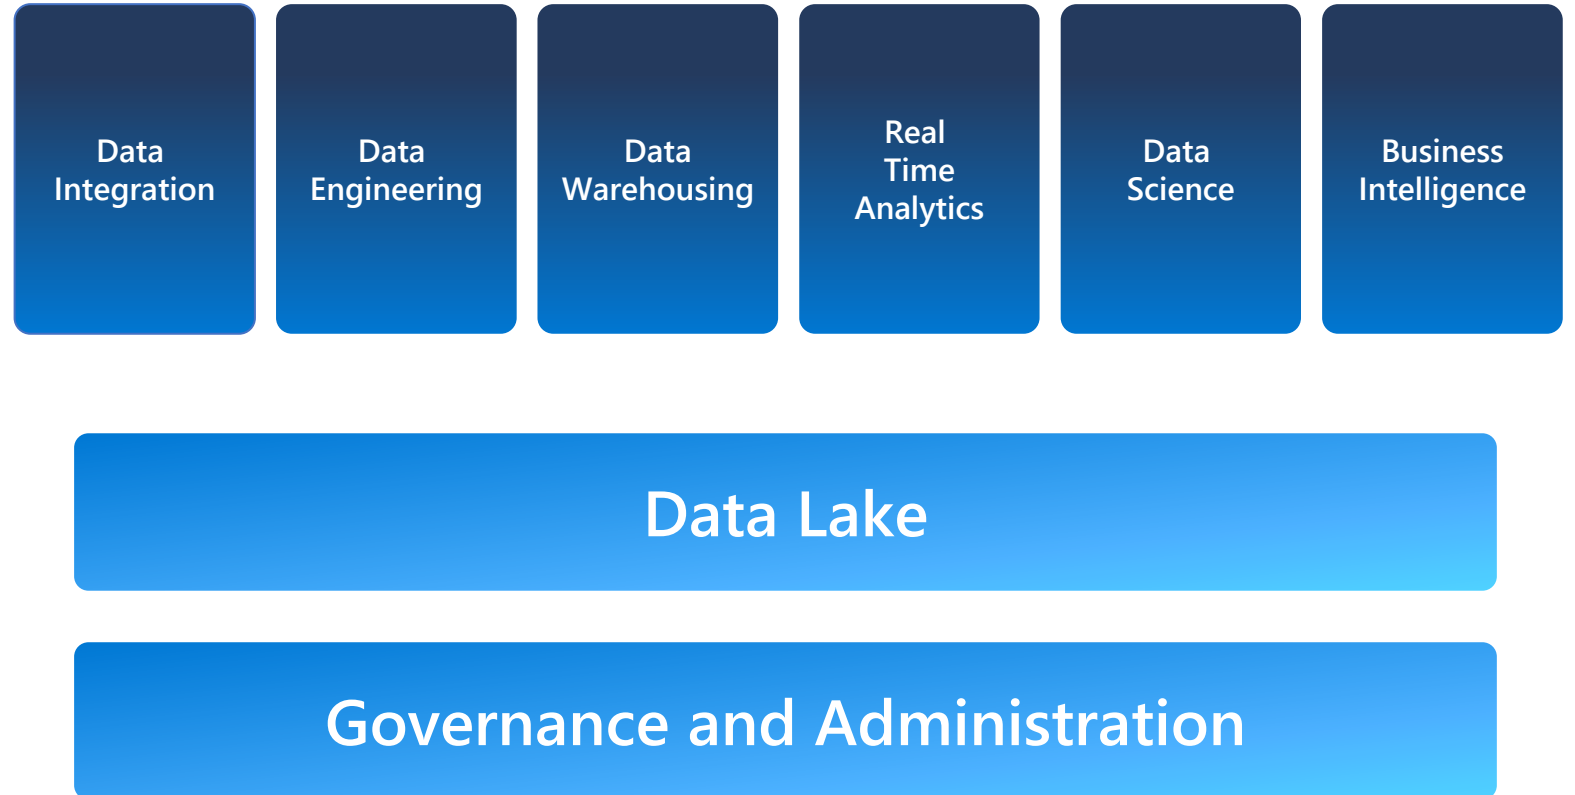 Data
Integration
Data
Engineering
Data
Warehousing
Real
Time
Analytics
Data
Science
Business
Intelligence
Data Lake
Governance and Administration